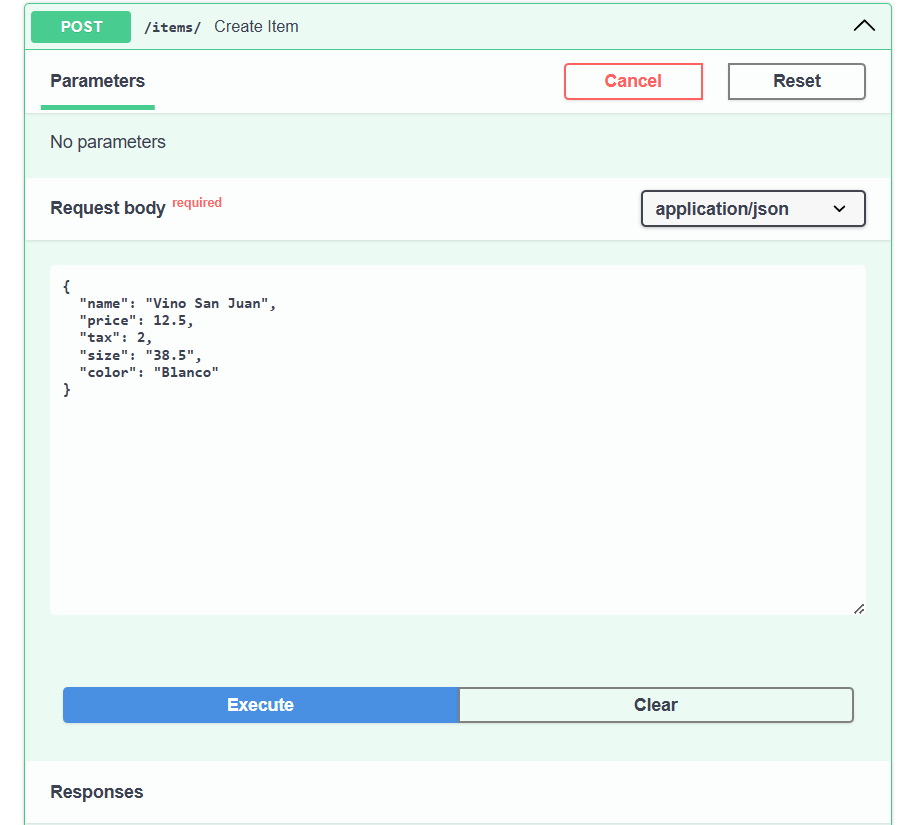 POST /items/ Create Item
Parameters
Cancel
Reset
No parameters
Request body required
application/json
{
  "name": "Vino San Juan",
  "price": 12.5,
  "tax": 2,
  "size": "38.5",
  "color": "Blanco"
}
Execute
Clear
Responses